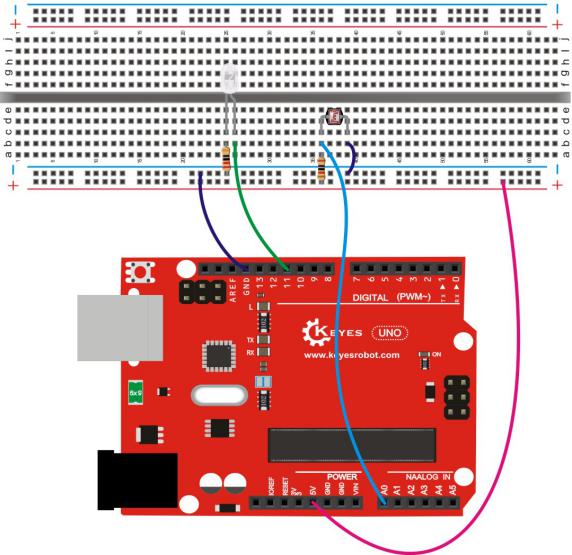 - +
1 5 10 15 20 25 30 35 40 45 50 55 60
j i h g f
e d c b a
AREF GND 13 12 11 10 9 8 7 6 5 4 3 2 TX▶1 RX▶0
DIGITAL (PWM~)
L
TX
RX
KEYES UNO
www.keyesrobot.com
ON
POWER NAALOG IN
IOREF RESET 3V3 5V GND GND VIN A0 A1 A2 A3 A4 A5